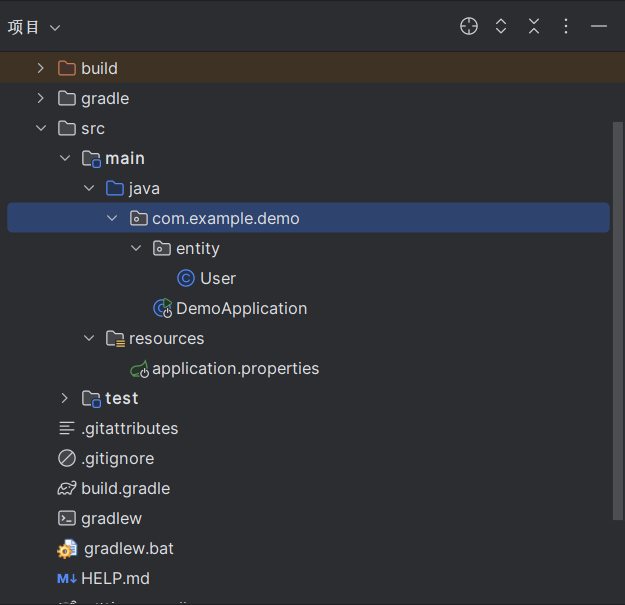 项目
build
gradle
src
main
java
com.example.demo
entity
User
DemoApplication
resources
application.properties
test
.gitattributes
.gitignore
build.gradle
gradlew
gradlew.bat
HELP.md